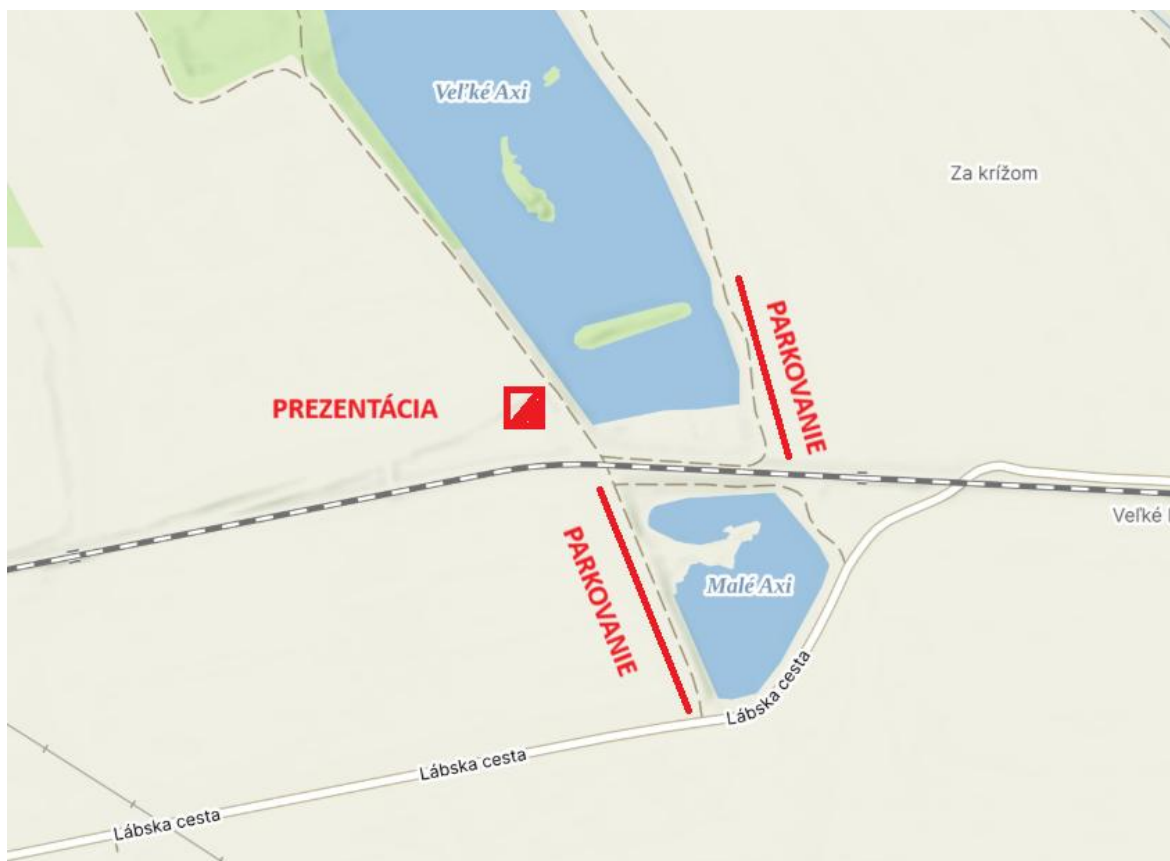 Veľké Axi
Za krížom
PARKOVANIE
PREZENTÁCIA
Veľké
PARKOVANIE
Malé Axi
Lábska cesta
Lábska cesta
Lábska cesta